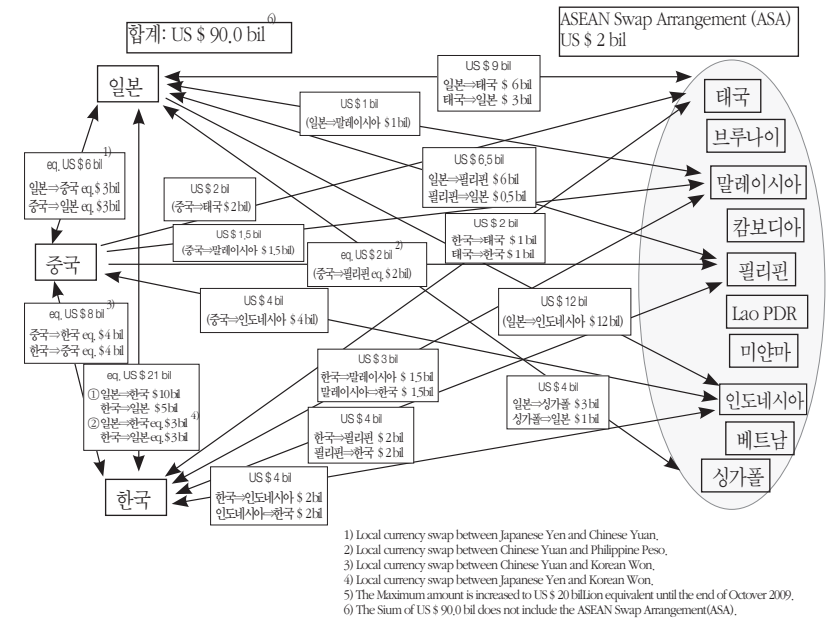 합계: US $ 90.0 bil 6)
ASEAN Swap Arrangement (ASA)
US $ 2 bil
일본
US $ 9 bil
일본⇒태국 $ 6 bil
태국⇒일본 $ 3 bil
태국
US $ 1 bil
(일본⇒말레이시아 $ 1 bil)
브루나이
eq, US $ 6 bil 1)
일본⇒중국 eq,$ 3bil
중국⇒일본 eq, $3bil
US $ 6.5 bil
일본⇒필리핀 $ 6 bil
필리핀⇒일본 $ 0.5 bil
말레이시아
US $ 2 bil
(중국⇒태국 $ 2 bil)
US $ 2 bil
한국⇒태국 $ 1 bil
태국⇒한국 $ 1 bil
캄보디아
US $ 1.5 bil
(중국⇒말레이시아 $ 1.5 bil)
중국
eq, US $ 2 bil 2)
(중국⇒필리핀 eq, $ 2 bil)
필리핀
eq, US $ 8 bil 3)
중국⇒한국 eq, $4 bil
한국⇒중국 eq, $4 bil
US $ 4 bil
(중국⇒인도네시아 $ 4 bil)
US $ 12 bil
(일본⇒인도네시아 $ 12 bil)
Lao PDR
미얀마
eq, US $ 21 bil
①일본⇒한국 $10bil
한국⇒일본 $5bil
②일본⇒한국 eq, $3bil 4)
한국⇒일본 eq, $3bil
US $ 3 bil
한국⇒말레이시아 $ 1.5 bil
말레이시아⇒한국 $ 1.5bil
US $ 4 bil
일본⇒싱가폴 $ 3 bil
싱가폴⇒일본 $ 1 bil
인도네시아
US $ 4 bil
한국⇒필리핀 $ 2 bil
필리핀⇒한국 $ 2 bil
베트남
싱가폴
한국
US $ 4 bil
한국⇒인도네시아 $ 2bil
인도네시아⇒한국 $ 2bil
1) Local currency swap between Japanese Yen and Chinese Yuan.
2) Local currency swap between Chinese Yuan and Philippine Peso.
3) Local currency swap between Chinese Yuan and Korean Won.
4) Local currency swap between Japanese Yen and Korean Won.
5) The Maximum amount is increased to US $ 20 bilLion equivalent until the end of Octover 2009.
6) The Sium of US $ 90.0 bil does not include the ASEAN Swap Arrangement(ASA).